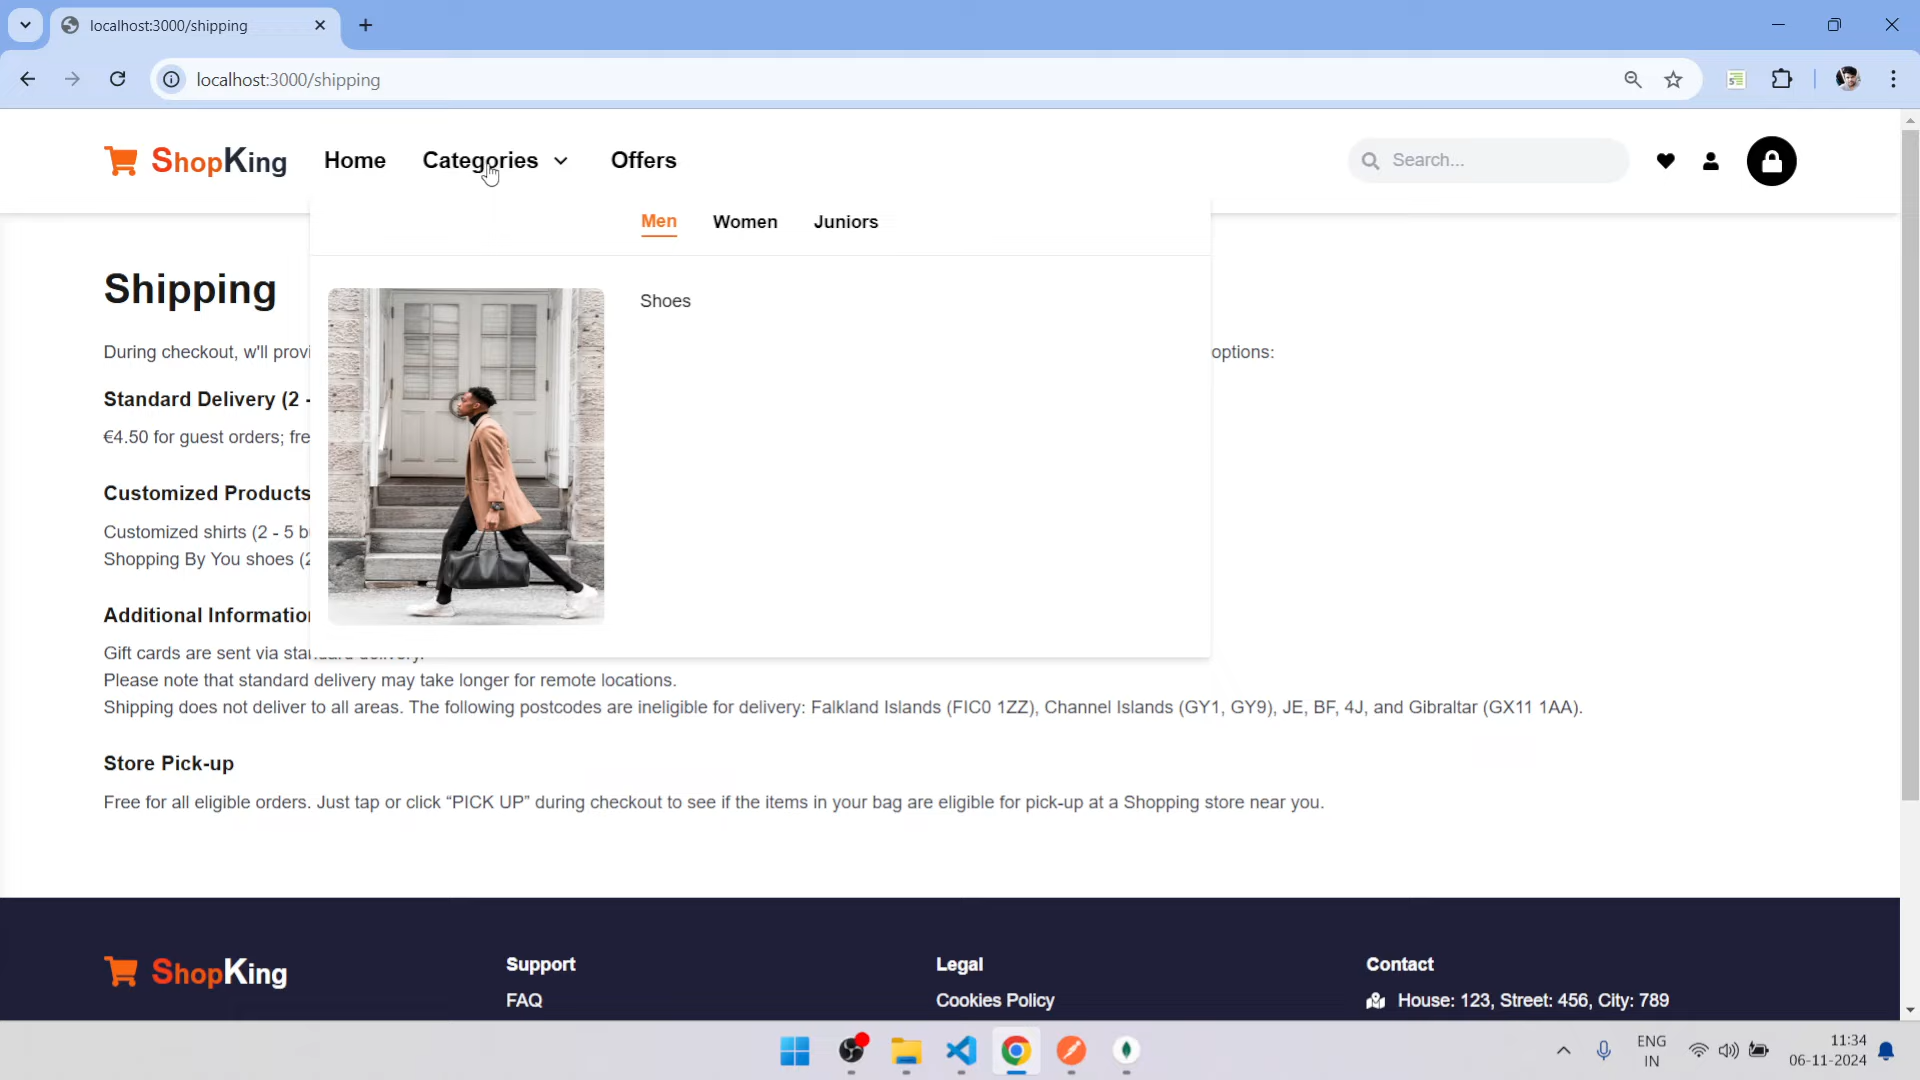 localhost:3000/shipping
localhost:3000/shipping
ShopKing
Home
Categories
Offers
Search...
Men
Women
Juniors
Shoes
Shipping
During checkout, w'll provi
options:
Standard Delivery (2 -
€4.50 for guest orders; fre
Customized Products
Customized shirts (2 - 5 b
Shopping By You shoes (2
Additional Information
Gift cards are sent via standard delivery.
Please note that standard delivery may take longer for remote locations.
Shipping does not deliver to all areas. The following postcodes are ineligible for delivery: Falkland Islands (FIC0 1ZZ), Channel Islands (GY1, GY9), JE, BF, 4J, and Gibraltar (GX11 1AA).
Store Pick-up
Free for all eligible orders. Just tap or click “PICK UP” during checkout to see if the items in your bag are eligible for pick-up at a Shopping store near you.
ShopKing
Support
FAQ
Legal
Cookies Policy
Contact
House: 123, Street: 456, City: 789
ENG
IN
11:34
06-11-2024